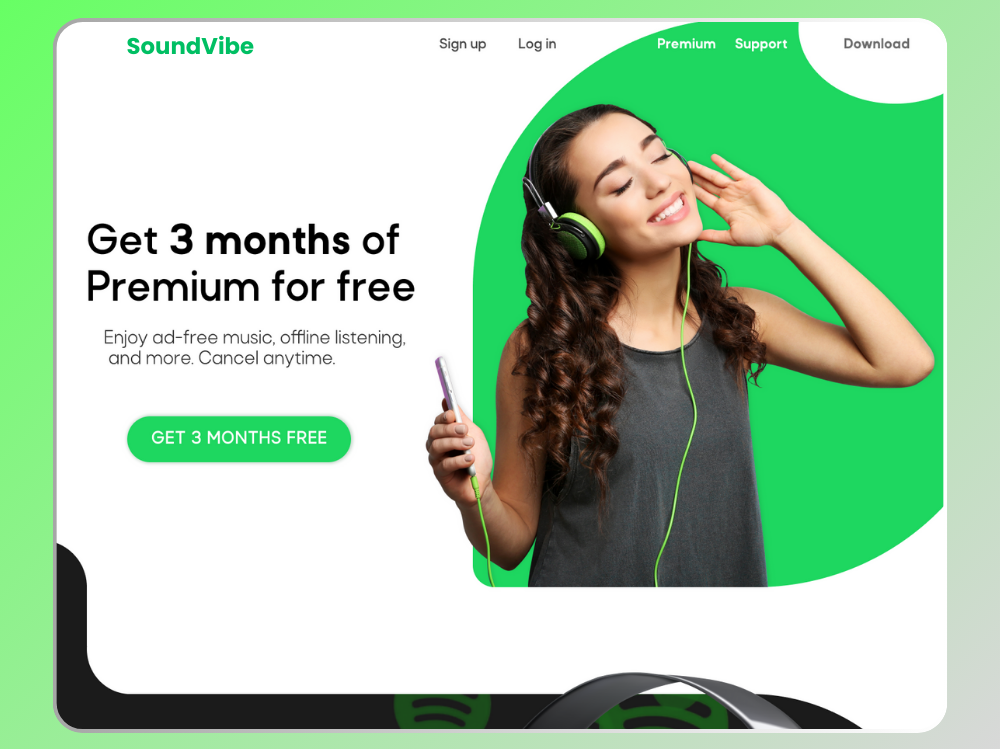 SoundVibe
Sign up
Log in
Premium
Support
Download
Get 3 months of
Premium for free
Enjoy ad-free music, offline listening,
and more. Cancel anytime.
GET 3 MONTHS FREE